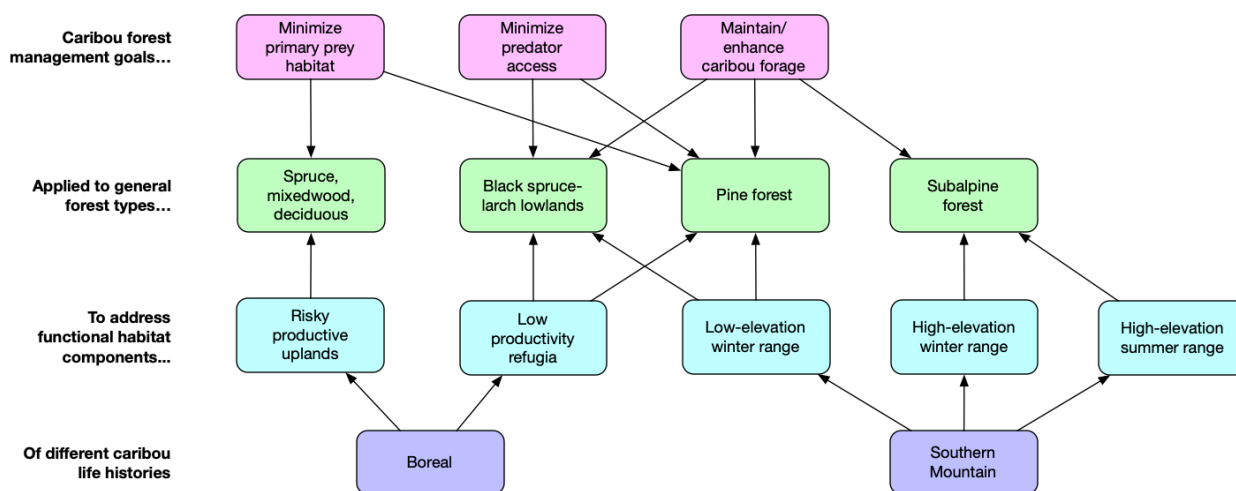 Caribou forest
management goals...
Minimize
primary prey
habitat
Minimize
predator
access
Maintain/
enhance
caribou forage
Applied to general
forest types...
Spruce,
mixedwood,
deciduous
Black spruce-
larch lowlands
Pine forest
Subalpine
forest
To address
functional habitat
components...
Risky
productive
uplands
Low
productivity
refugia
Low-elevation
winter range
High-elevation
winter range
High-elevation
summer range
Of different caribou
life histories
Boreal
Southern
Mountain